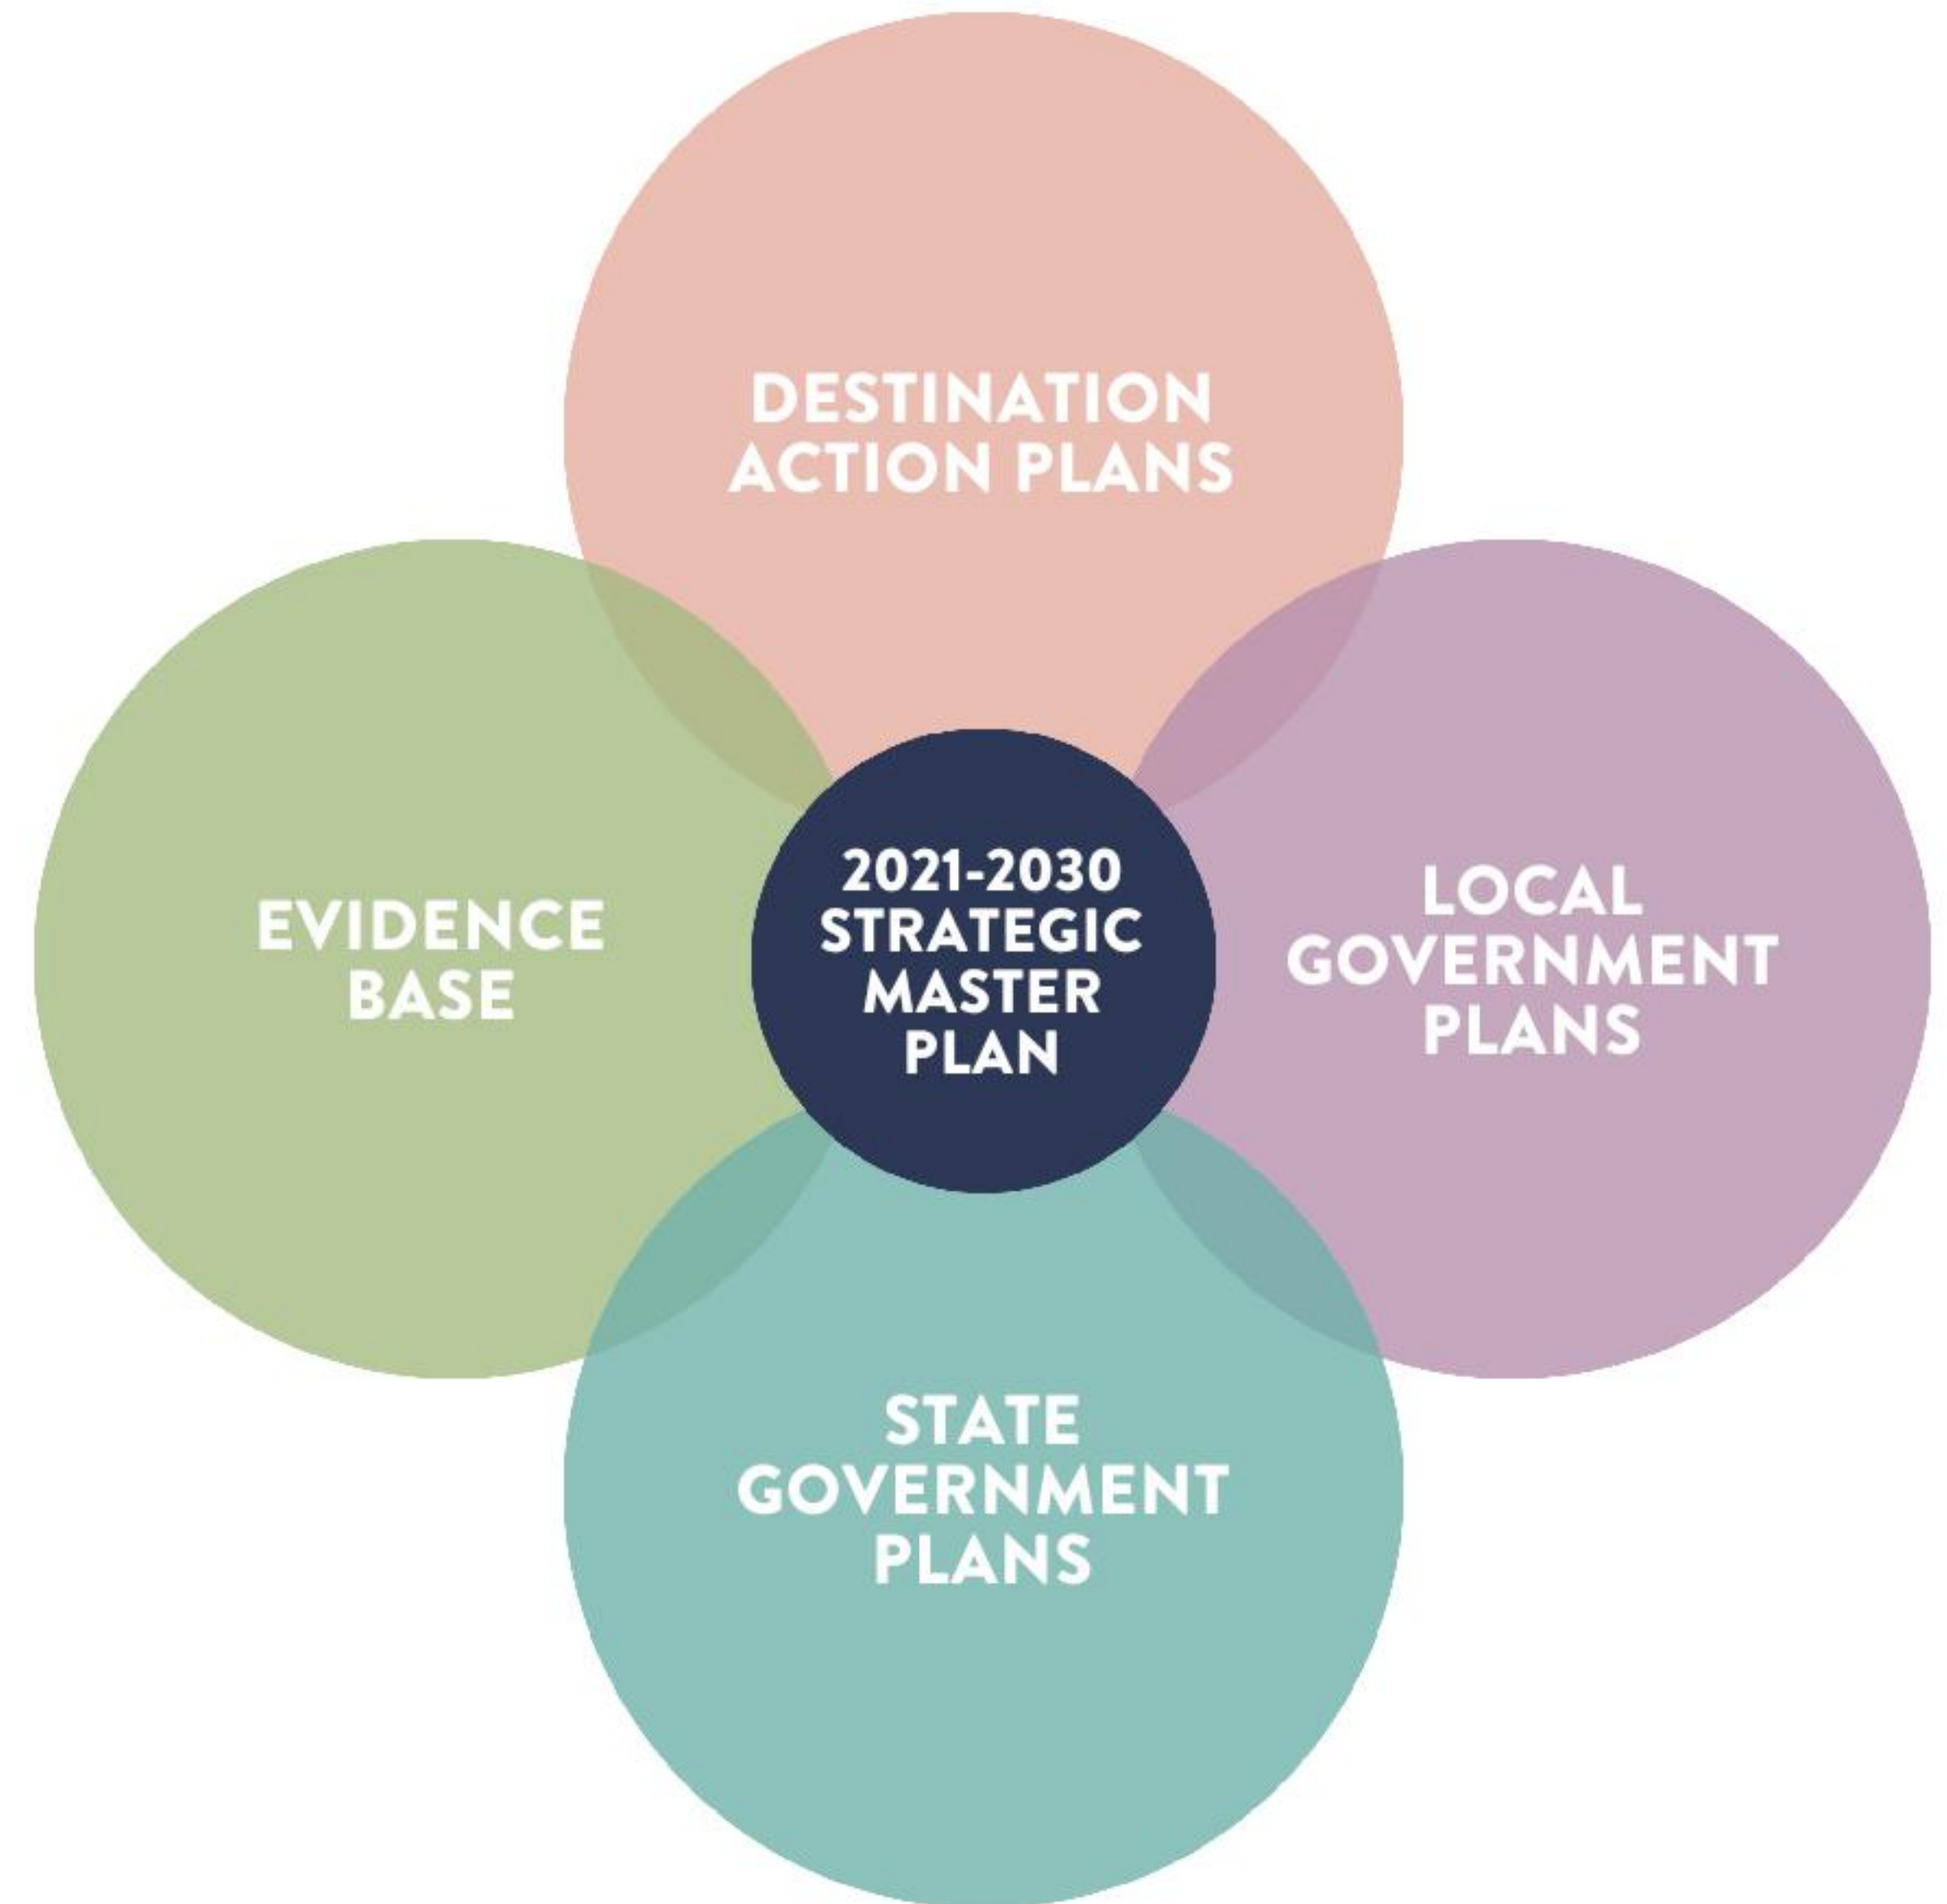 DESTINATION
ACTION PLANS
EVIDENCE
BASE
2021-2030
STRATEGIC
MASTER
PLAN
LOCAL
GOVERNMENT
PLANS
STATE
GOVERNMENT
PLANS